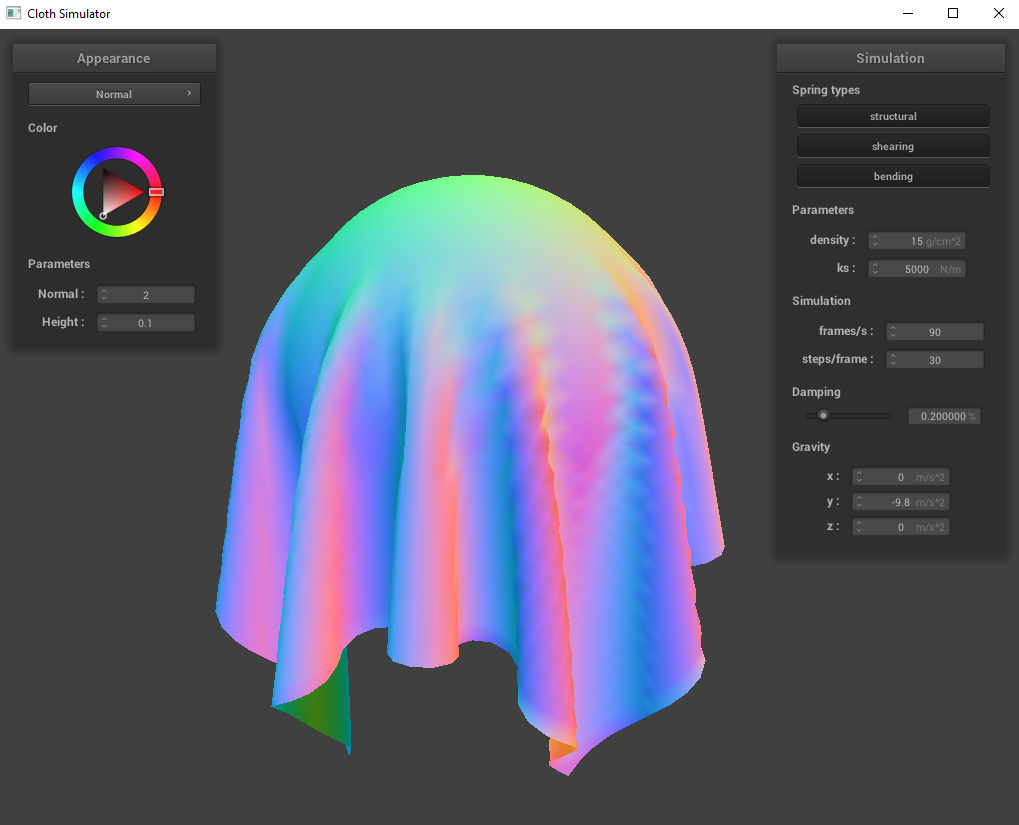 Cloth Simulator
Appearance
Normal
Color
Parameters
Normal : 2
Height : 0.1
Simulation
Spring types
structural
shearing
bending
Parameters
density : 15 g/cm^2
ks : 5000 N/m
Simulation
frames/s : 90
steps/frame : 30
Damping
0.200000 %
Gravity
x : 0 m/s^2
y : -9.8 m/s^2
z : 0 m/s^2